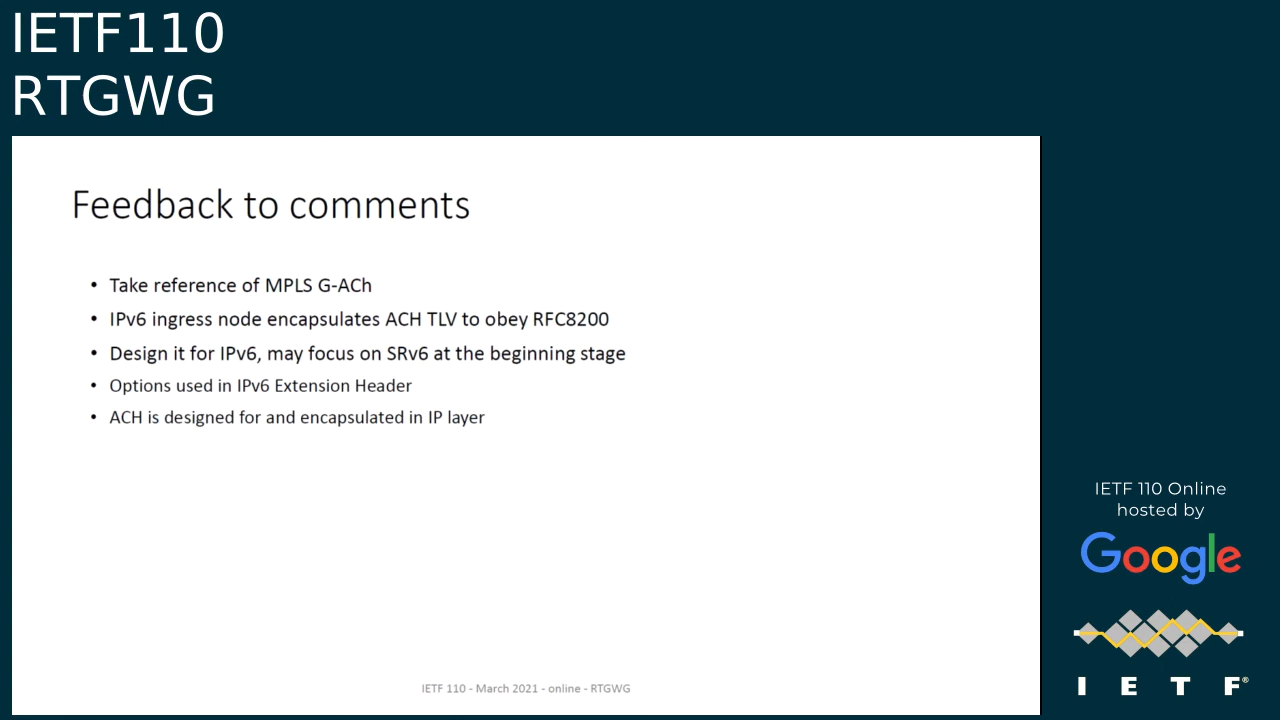 IETF110
RTGWG
Feedback to comments
• Take reference of MPLS G-ACh
• IPv6 ingress node encapsulates ACH TLV to obey RFC8200
• Design it for IPv6, may focus on SRv6 at the beginning stage
• Options used in IPv6 Extension Header
• ACH is designed for and encapsulated in IP layer
IETF 110 - March 2021 - online - RTGWG
IETF 110 Online
hosted by
Google
I E T F®